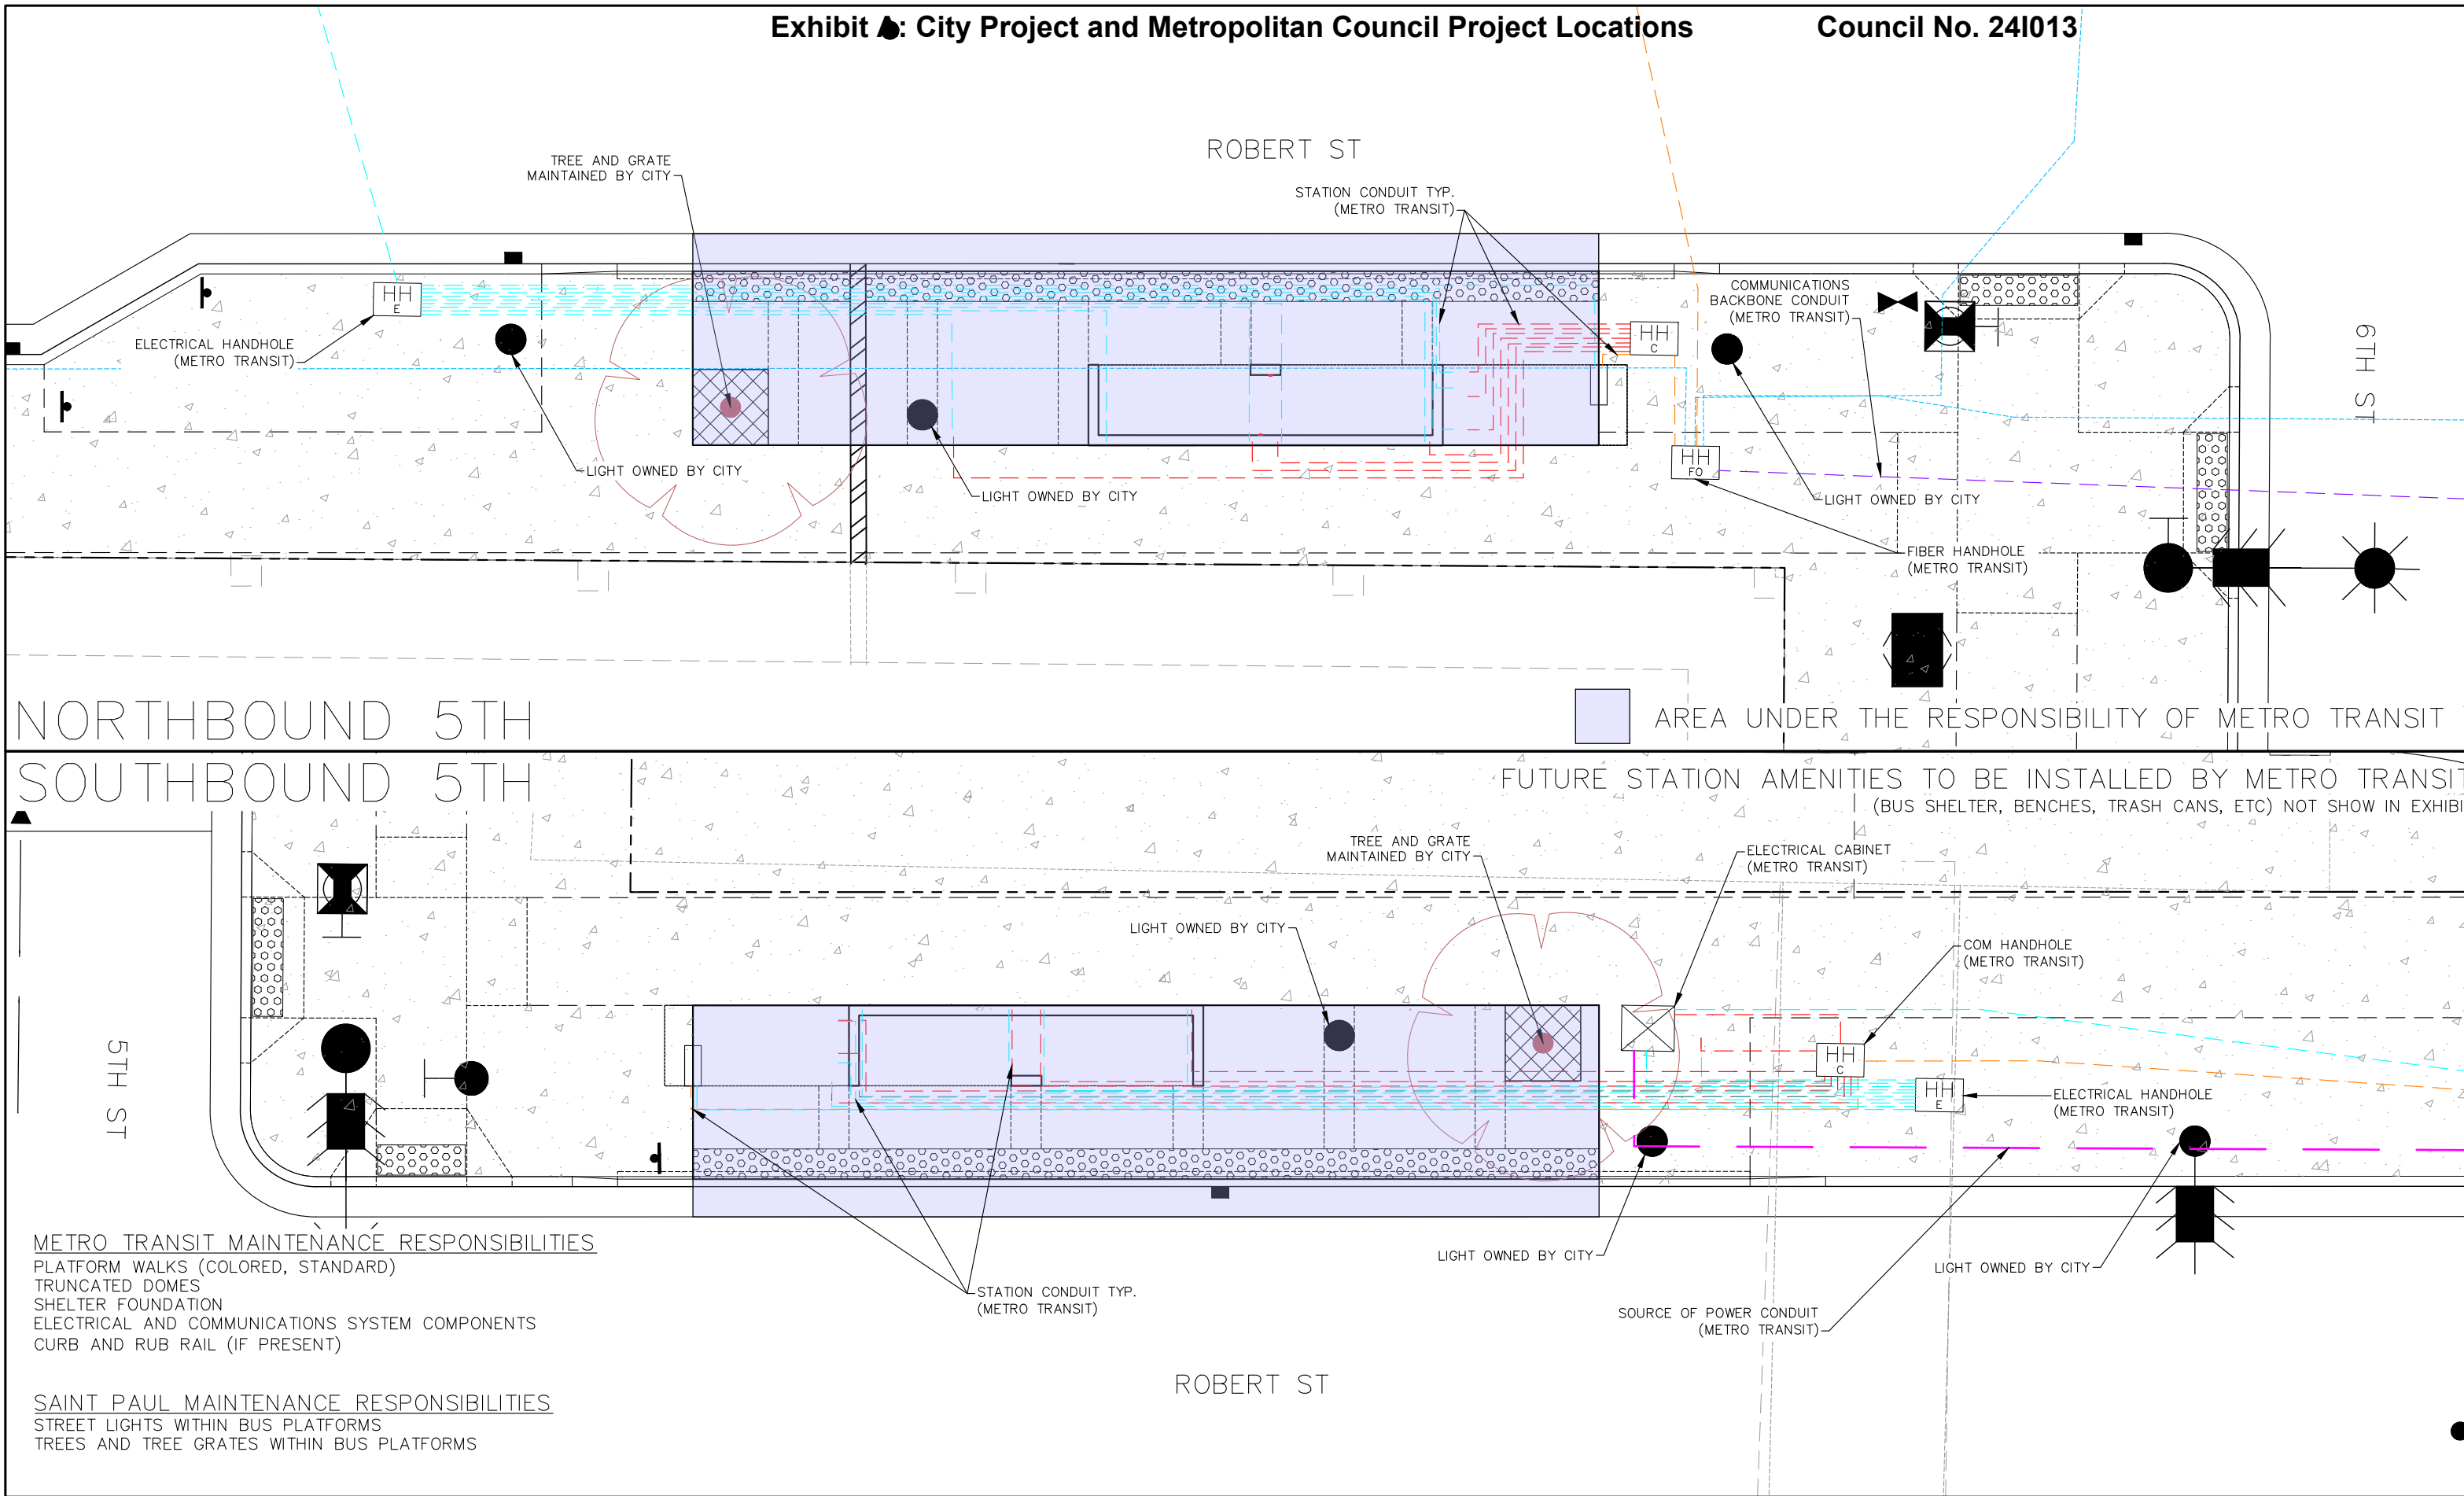 Exhibit A: City Project and Metropolitan Council Project Locations
Council No. 24I013
ROBERT ST
TREE AND GRATE
MAINTAINED BY CITY
STATION CONDUIT TYP.
(METRO TRANSIT)
COMMUNICATIONS
BACKBONE CONDUIT
(METRO TRANSIT)
HH
E
ELECTRICAL HANDHOLE
(METRO TRANSIT)
HH
C
6TH ST
LIGHT OWNED BY CITY
LIGHT OWNED BY CITY
HH
FO
LIGHT OWNED BY CITY
FIBER HANDHOLE
(METRO TRANSIT)
NORTHBOUND 5TH
AREA UNDER THE RESPONSIBILITY OF METRO TRANSIT
SOUTHBOUND 5TH
FUTURE STATION AMENITIES TO BE INSTALLED BY METRO TRANSIT
(BUS SHELTER, BENCHES, TRASH CANS, ETC) NOT SHOW IN EXHIBI
TREE AND GRATE
MAINTAINED BY CITY
ELECTRICAL CABINET
(METRO TRANSIT)
LIGHT OWNED BY CITY
COM HANDHOLE
(METRO TRANSIT)
5TH ST
HH
C
HH
E
ELECTRICAL HANDHOLE
(METRO TRANSIT)
LIGHT OWNED BY CITY
LIGHT OWNED BY CITY
STATION CONDUIT TYP.
(METRO TRANSIT)
SOURCE OF POWER CONDUIT
(METRO TRANSIT)
METRO TRANSIT MAINTENANCE RESPONSIBILITIES
PLATFORM WALKS (COLORED, STANDARD)
TRUNCATED DOMES
SHELTER FOUNDATION
ELECTRICAL AND COMMUNICATIONS SYSTEM COMPONENTS
CURB AND RUB RAIL (IF PRESENT)
ROBERT ST
SAINT PAUL MAINTENANCE RESPONSIBILITIES
STREET LIGHTS WITHIN BUS PLATFORMS
TREES AND TREE GRATES WITHIN BUS PLATFORMS